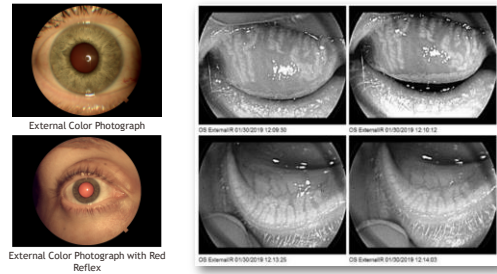 External Color Photograph
External Color Photograph with Red
Reflex
OS ExternalIR 01/30/2019 12:09:30
OS ExternalIR 01/30/2019 12:10:12
OS ExternalIR 01/30/2019 12:13:25
OS ExternalIR 01/30/2019 12:14:03